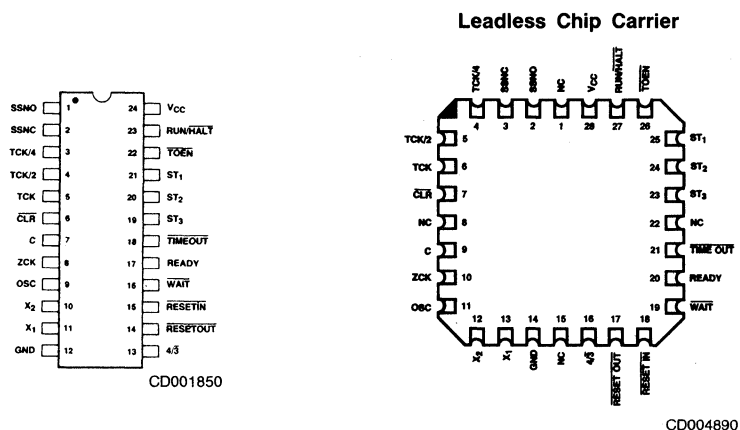 Leadless Chip Carrier
SSNO 1 24 VCC
SSNC 2 23 RUN/HALT
TCK/4 3 22 TOEN
TCK/2 4 21 ST1
TCK 5 20 ST2
CLR 6 19 ST3
C 7 18 TIMEOUT
ZCK 8 17 READY
OSC 9 16 WAIT
X2 10 15 RESETIN
X1 11 14 RESETOUT
GND 12 13 4/3
CD001850
TCK/4 SSNC SSNO NC VCC RUN/HALT TOEN
4 3 2 1 28 27 26
TCK/2 5 25 ST1
TCK 6 24 ST2
CLR 7 23 ST3
NC 8 22 NC
C 9 21 TIME OUT
ZCK 10 20 READY
OSC 11 19 WAIT
12 13 14 15 16 17 18
X2 X1 GND NC 4/3 RESET OUT RESET IN
CD004890